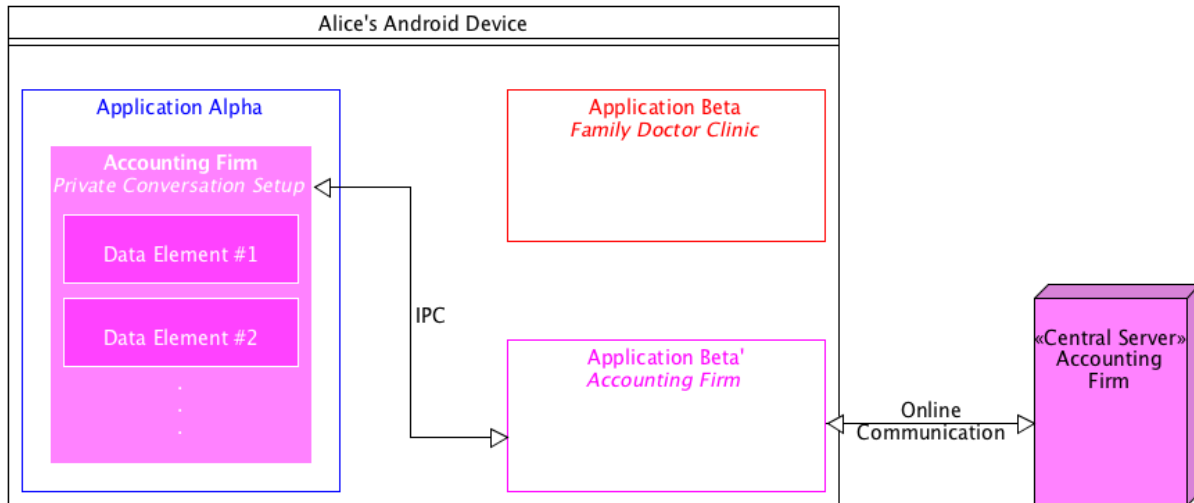 Alice's Android Device
Application Alpha
Accounting Firm
Private Conversation Setup
Data Element #1
Data Element #2
.
.
.
IPC
Application Beta
Family Doctor Clinic
Application Beta'
Accounting Firm
Online
Communication
«Central Server»
Accounting
Firm